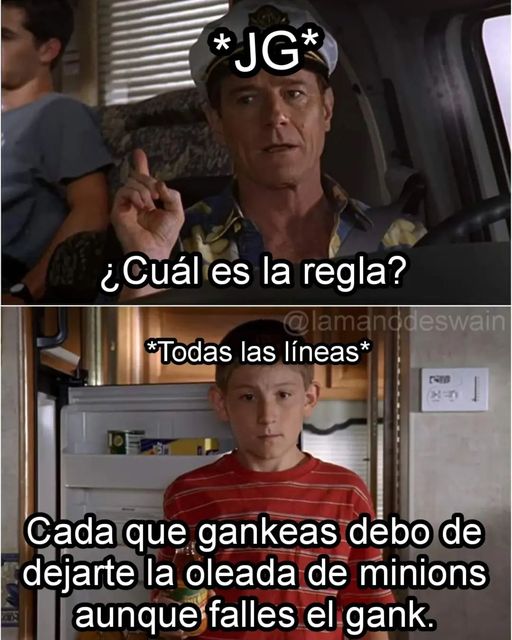 *JG*
¿Cuál es la regla?
@lamanodeswain
*Todas las líneas*
Cada que gankeas debo de
dejarte la oleada de minions
aunque falles el gank.